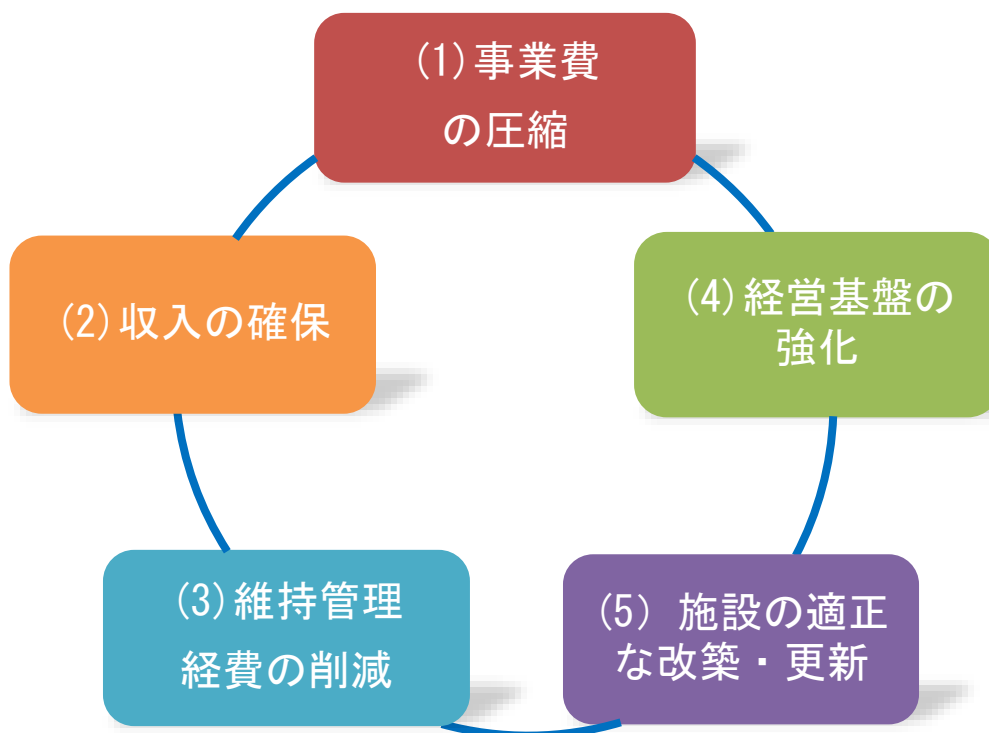 (1)事業費
の圧縮
(2)収入の確保
(4)経営基盤の
強化
(3)維持管理
経費の削減
(5) 施設の適正
な改築・更新